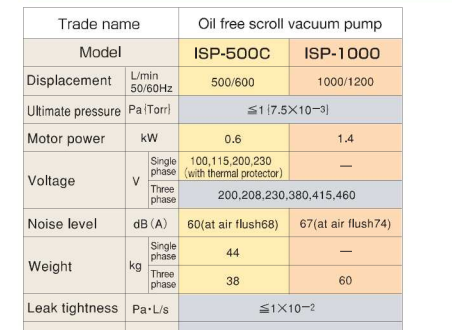 Trade name Oil free scroll vacuum pump
Model ISP-500C ISP-1000
Displacement L/min 50/60Hz 500/600 1000/1200
Ultimate pressure Pa{Torr} ≦1{7.5×10−3}
Motor power kW 0.6 1.4
Voltage V Single phase 100,115,200,230 (with thermal protector) —
Three phase 200,208,230,380,415,460
Noise level dB(A) 60(at air flush68) 67(at air flush74)
Weight kg Single phase 44 —
Three phase 38 60
Leak tightness Pa·L/s ≦1×10−2